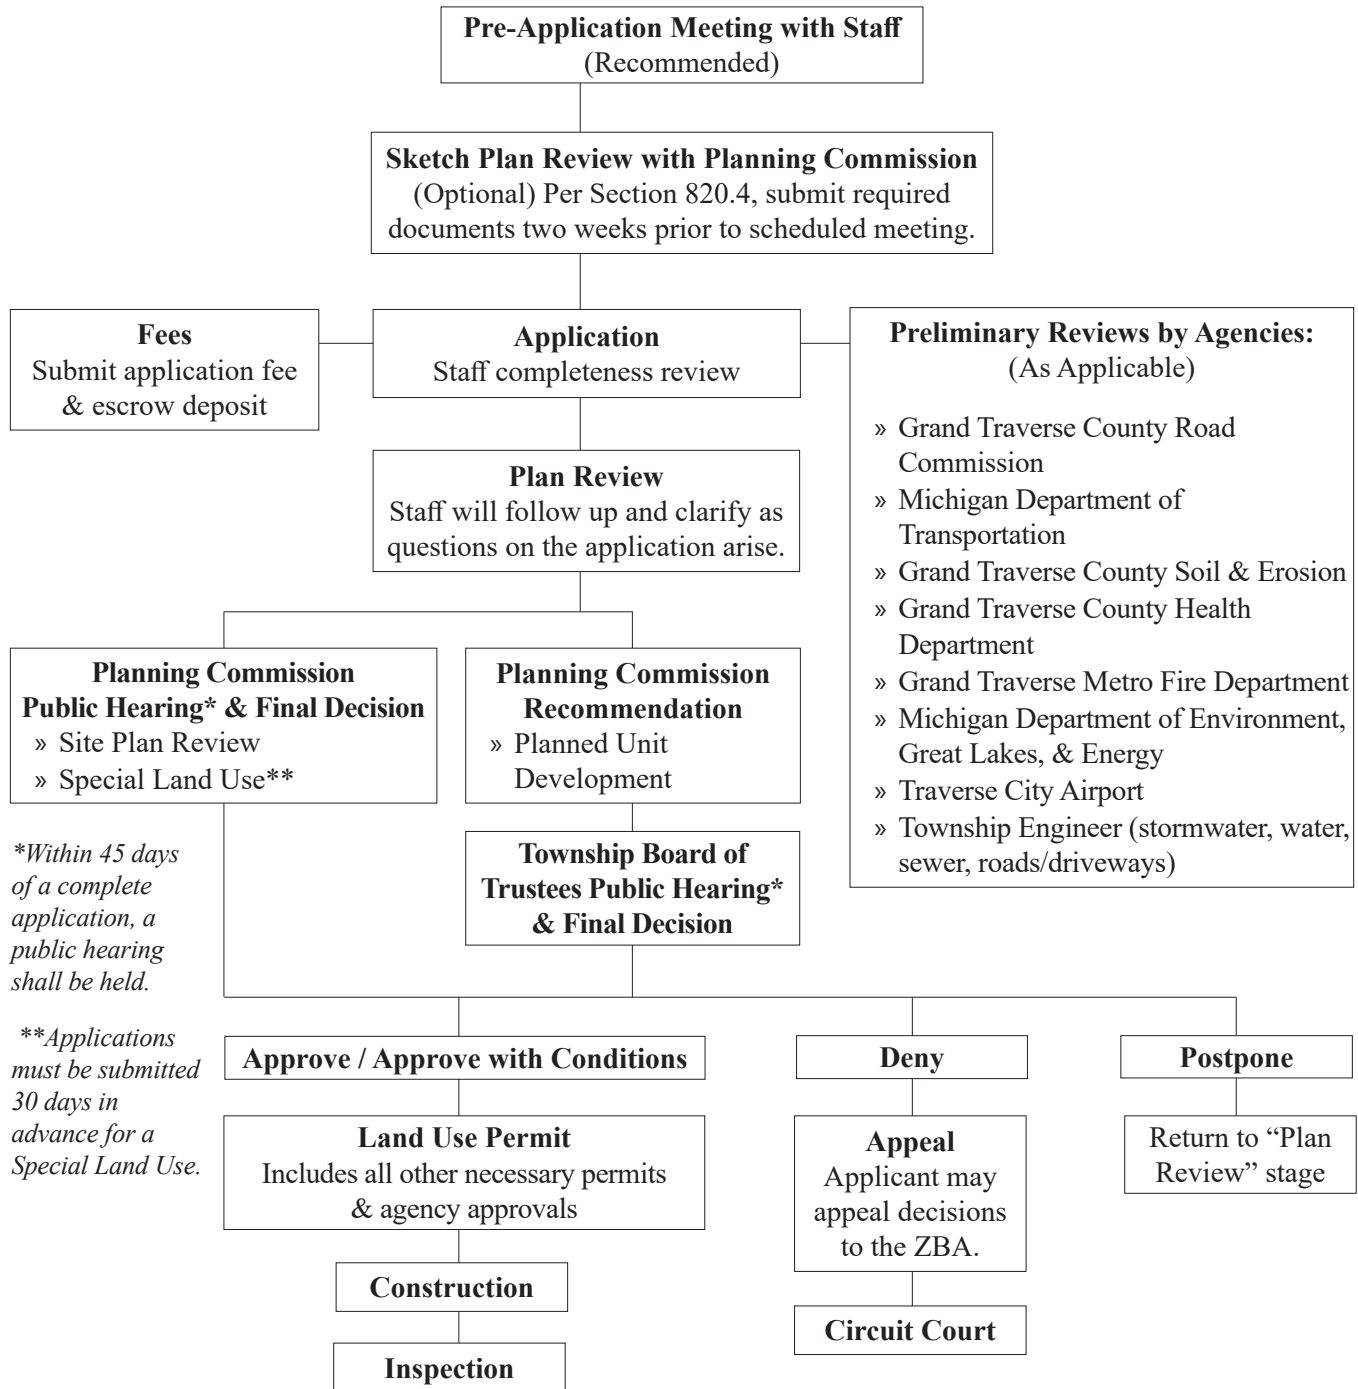 Pre-Application Meeting with Staff
(Recommended)
Sketch Plan Review with Planning Commission
(Optional) Per Section 820.4, submit required
documents two weeks prior to scheduled meeting.
Fees
Submit application fee
& escrow deposit
Application
Staff completeness review
Preliminary Reviews by Agencies:
(As Applicable)
» Grand Traverse County Road
Commission
» Michigan Department of
Transportation
» Grand Traverse County Soil & Erosion
» Grand Traverse County Health
Department
» Grand Traverse Metro Fire Department
» Michigan Department of Environment,
Great Lakes, & Energy
» Traverse City Airport
» Township Engineer (stormwater, water,
sewer, roads/driveways)
Plan Review
Staff will follow up and clarify as
questions on the application arise.
Planning Commission
Public Hearing* & Final Decision
» Site Plan Review
» Special Land Use**
Planning Commission
Recommendation
» Planned Unit
Development
Township Board of
Trustees Public Hearing*
& Final Decision
*Within 45 days
of a complete
application, a
public hearing
shall be held.
**Applications
must be submitted
30 days in
advance for a
Special Land Use.
Approve / Approve with Conditions
Deny
Postpone
Land Use Permit
Includes all other necessary permits
& agency approvals
Appeal
Applicant may
appeal decisions
to the ZBA.
Return to “Plan
Review” stage
Construction
Circuit Court
Inspection